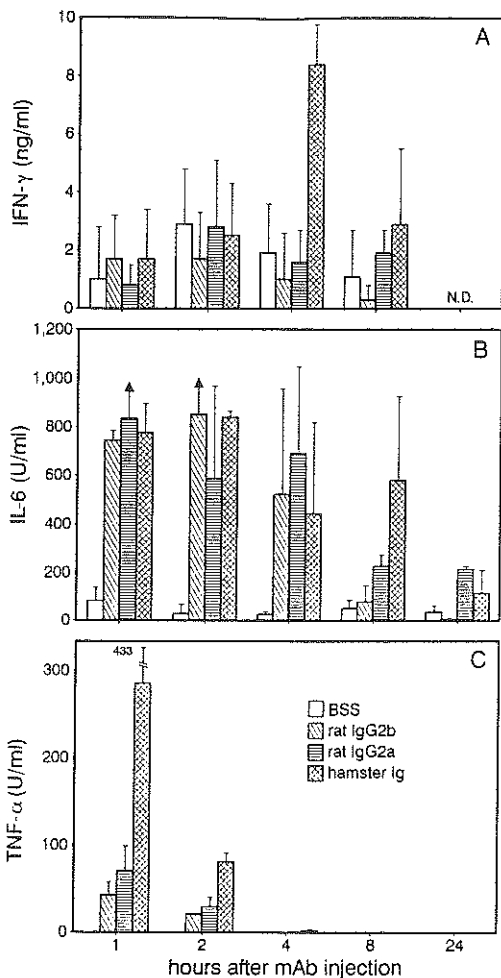 A
IFN-γ (ng/ml)
10
8
6
4
2
0
N.D.
B
IL-6 (U/ml)
1,200
1,000
800
600
400
200
0
C
TNF-α (U/ml)
433
300
200
100
0
BSS
rat IgG2b
rat IgG2a
hamster Ig
1 2 4 8 24
hours after mAb injection